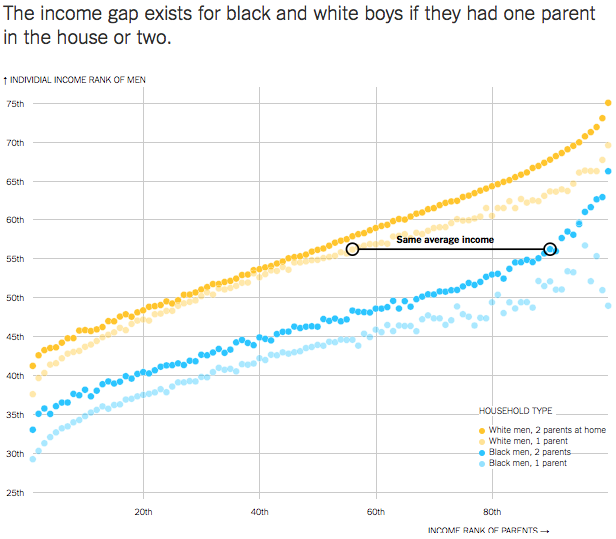 The income gap exists for black and white boys if they had one parent
in the house or two.
↑ INDIVIDIAL INCOME RANK OF MEN
75th
70th
65th
60th
Same average income
55th
50th
45th
40th
35th
HOUSEHOLD TYPE
White men, 2 parents at home
White men, 1 parent
30th
Black men, 2 parents
Black men, 1 parent
25th
20th
40th
60th
80th
INCOME RANK OF PARENTS →